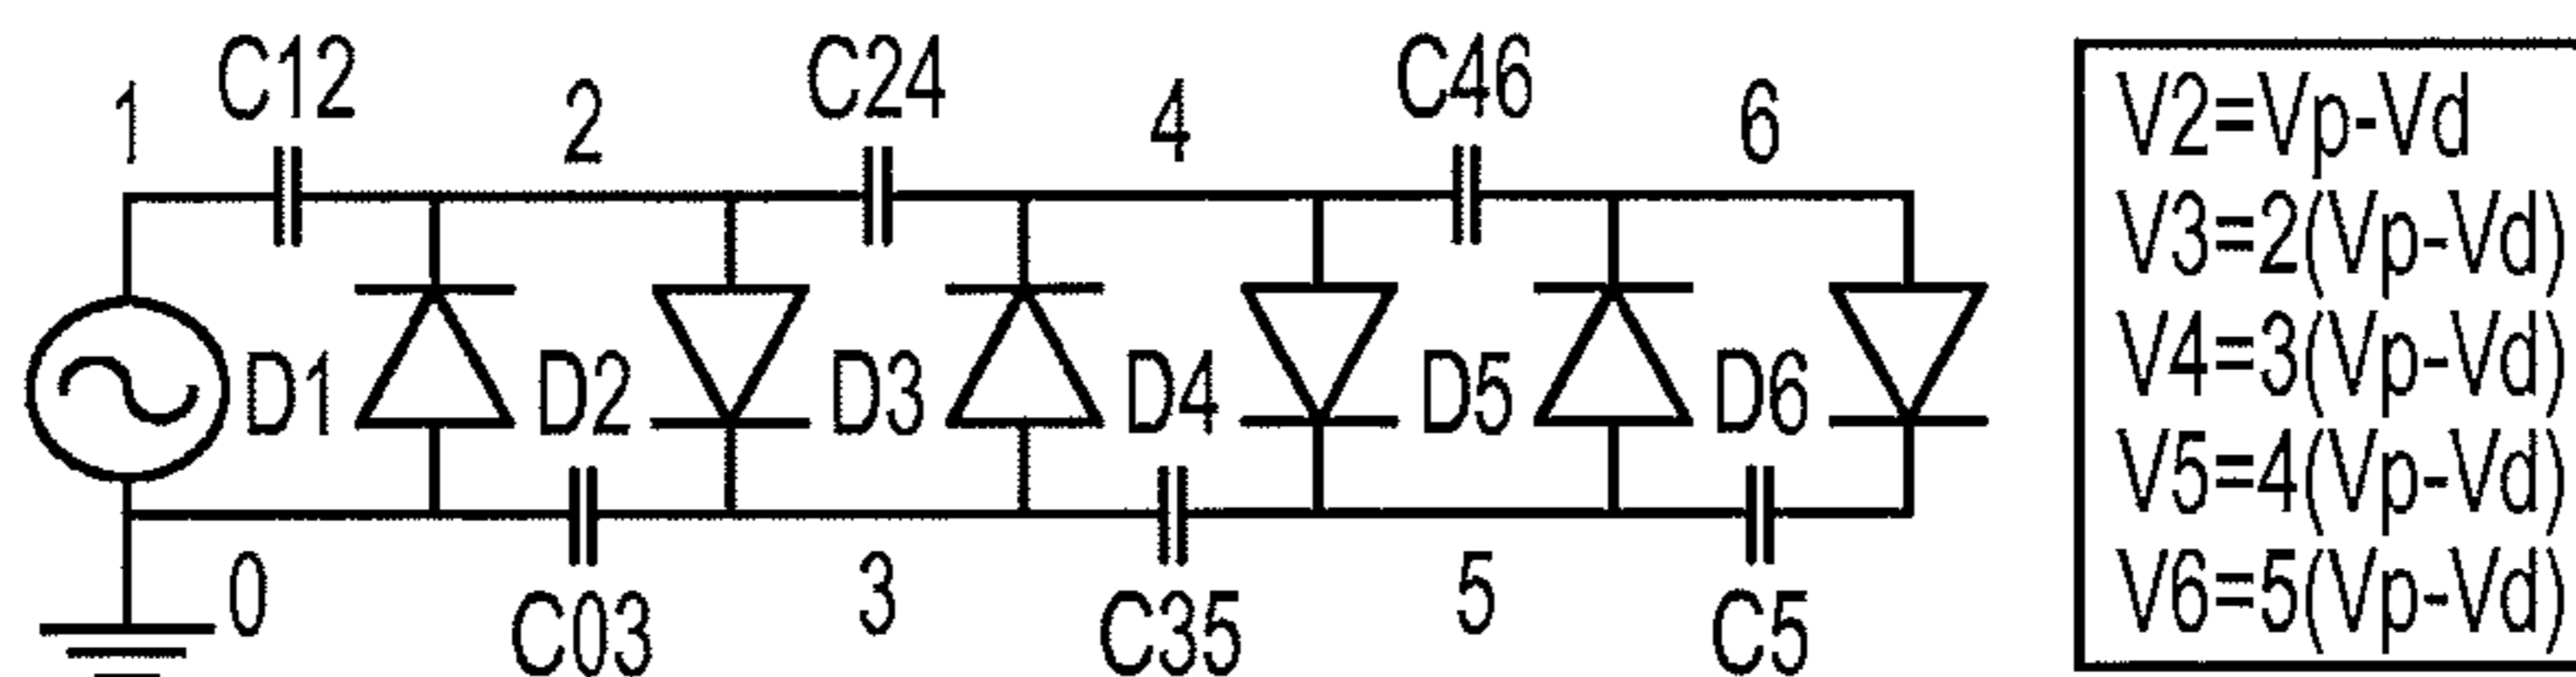 C12 C24 C46
1 2 4 6
D1 D2 D3 D4 D5 D6
0 3 5
C03 C35 C5
V2=Vp-Vd
V3=2(Vp-Vd)
V4=3(Vp-Vd)
V5=4(Vp-Vd)
V6=5(Vp-Vd)